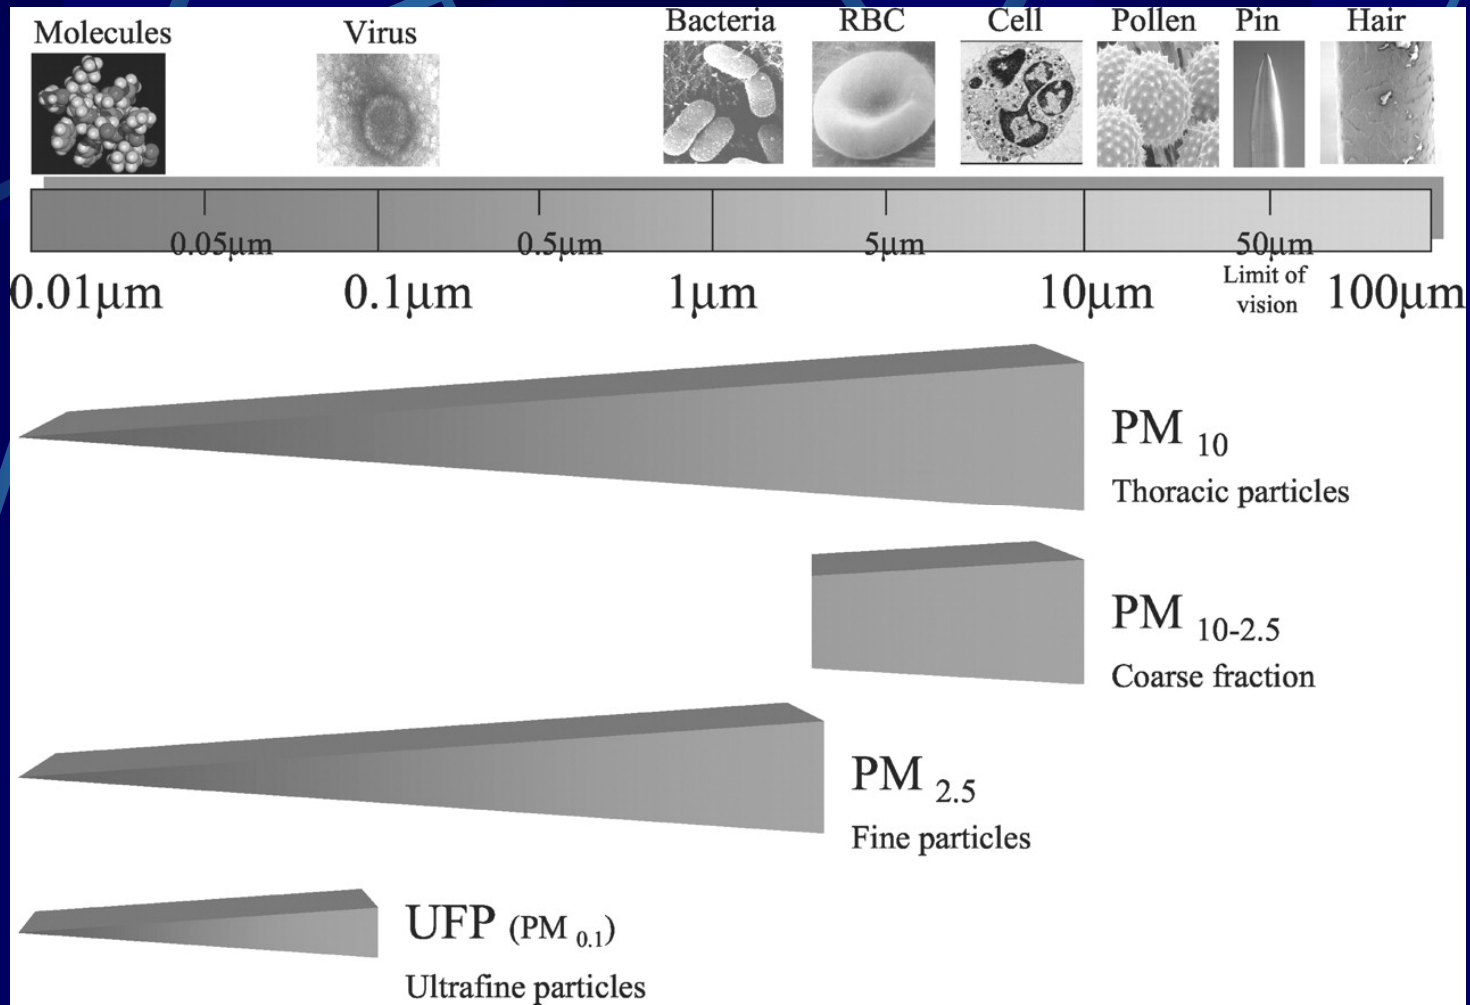 Molecules
Virus
Bacteria
RBC
Cell
Pollen
Pin
Hair
0.05μm
0.5μm
5μm
50μm
0.01μm
0.1μm
1μm
10μm
Limit of
vision
100μm
PM 10
Thoracic particles
PM 10-2.5
Coarse fraction
PM 2.5
Fine particles
UFP (PM 0.1)
Ultrafine particles